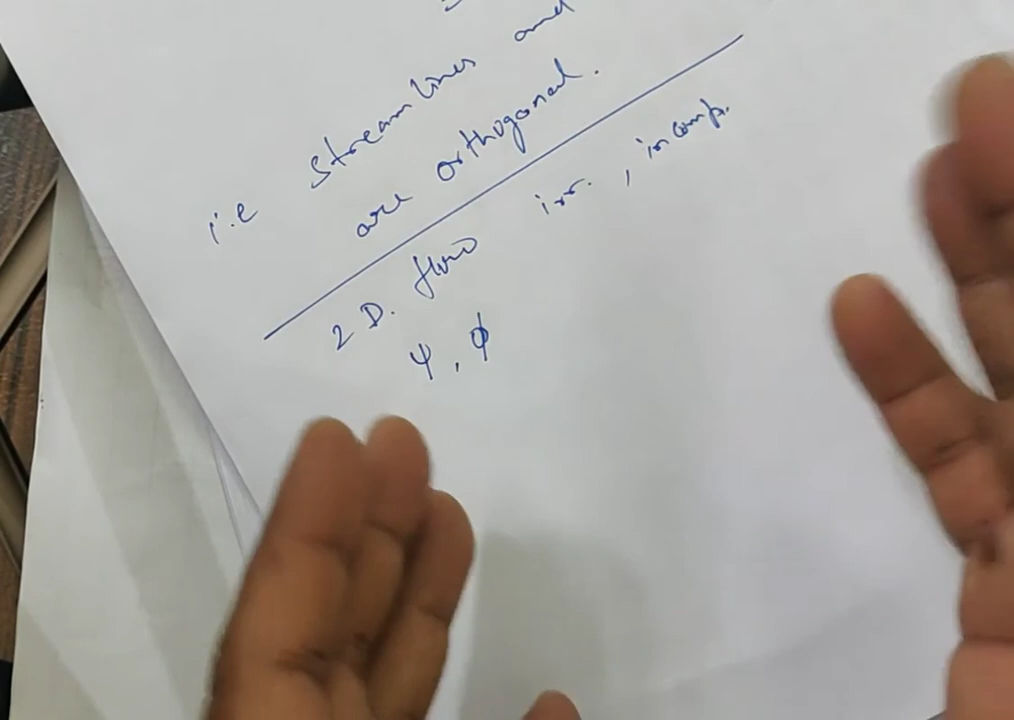 and
i.e streamlines
are orthogonal.
2 D. flow irr. , incomp.
ψ , ϕ